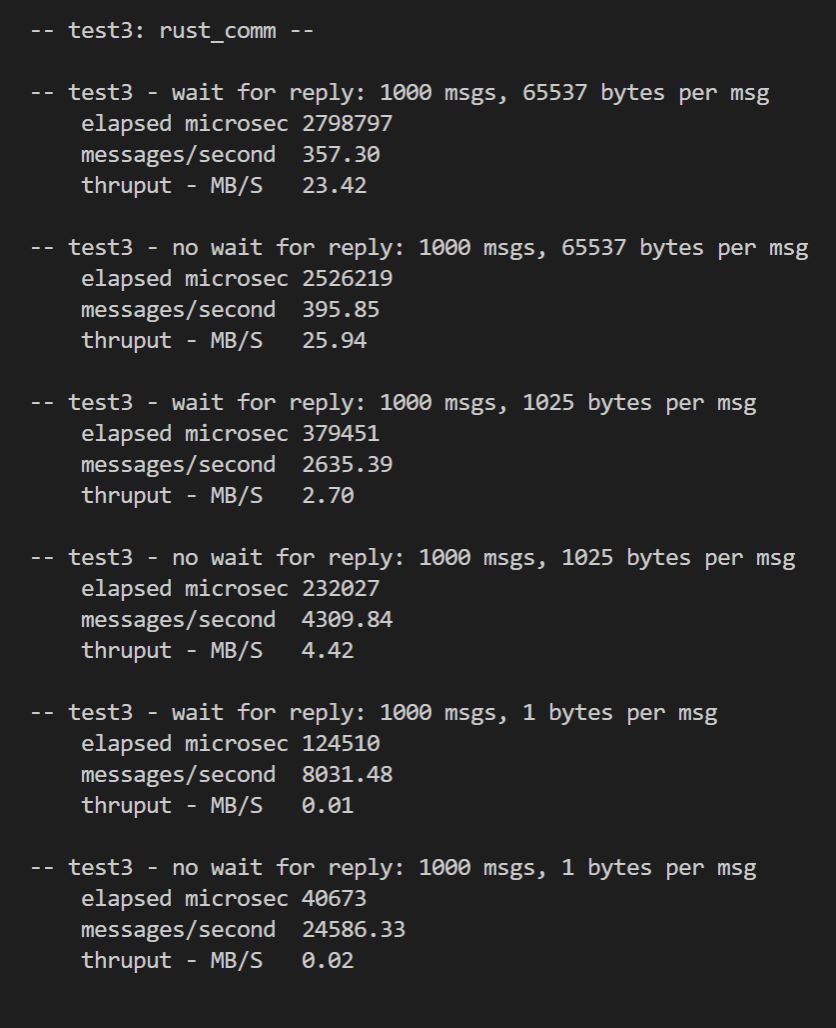 -- test3: rust_comm --
-- test3 - wait for reply: 1000 msgs, 65537 bytes per msg
elapsed microsec 2798797
messages/second  357.30
thruput - MB/S   23.42
-- test3 - no wait for reply: 1000 msgs, 65537 bytes per msg
elapsed microsec 2526219
messages/second  395.85
thruput - MB/S   25.94
-- test3 - wait for reply: 1000 msgs, 1025 bytes per msg
elapsed microsec 379451
messages/second  2635.39
thruput - MB/S   2.70
-- test3 - no wait for reply: 1000 msgs, 1025 bytes per msg
elapsed microsec 232027
messages/second  4309.84
thruput - MB/S   4.42
-- test3 - wait for reply: 1000 msgs, 1 bytes per msg
elapsed microsec 124510
messages/second  8031.48
thruput - MB/S   0.01
-- test3 - no wait for reply: 1000 msgs, 1 bytes per msg
elapsed microsec 40673
messages/second  24586.33
thruput - MB/S   0.02